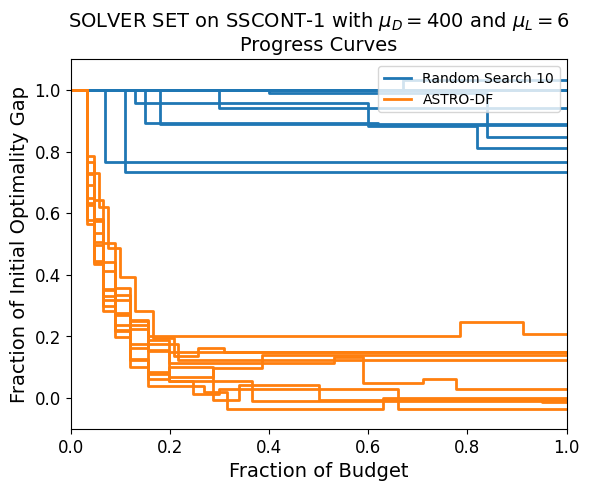 SOLVER SET on SSCONT-1 with $\mu_D = 400$ and $\mu_L = 6$
Progress Curves
Fraction of Initial Optimality Gap
1.0
0.8
0.6
0.4
0.2
0.0
Random Search 10
ASTRO-DF
0.0 0.2 0.4 0.6 0.8 1.0
Fraction of Budget